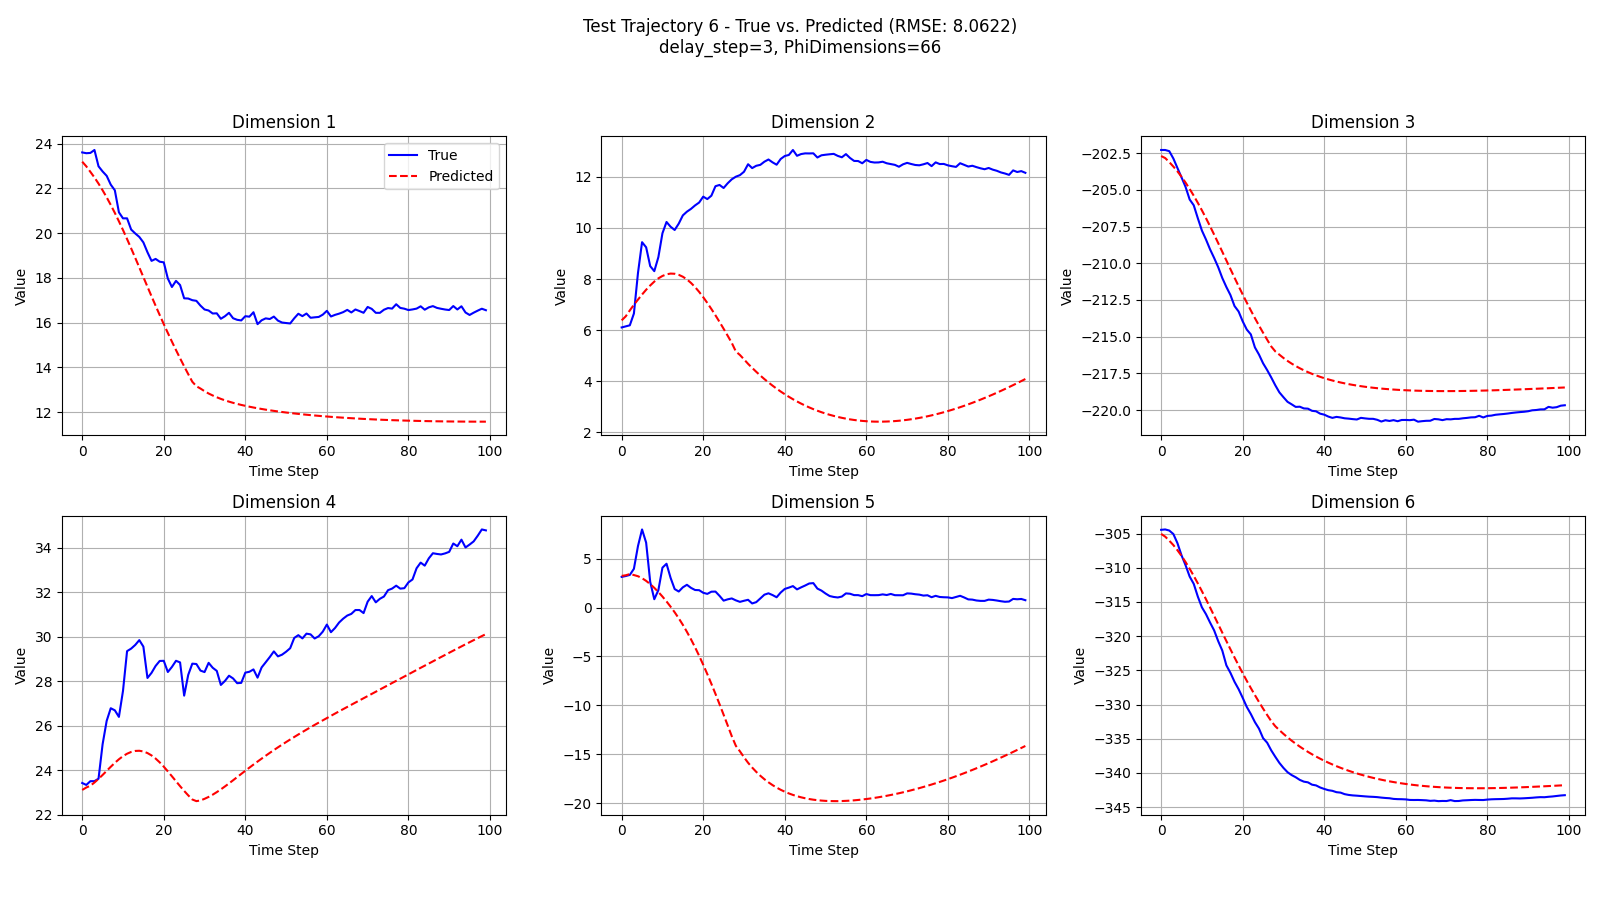 Test Trajectory 6 - True vs. Predicted (RMSE: 8.0622)
delay_step=3, PhiDimensions=66
Dimension 1
24
22
20
18
16
14
12
Value
0 20 40 60 80 100
Time Step
True
Predicted
Dimension 2
12
10
8
6
4
2
Value
0 20 40 60 80 100
Time Step
Dimension 3
−202.5
−205.0
−207.5
−210.0
−212.5
−215.0
−217.5
−220.0
Value
0 20 40 60 80 100
Time Step
Dimension 4
34
32
30
28
26
24
22
Value
0 20 40 60 80 100
Time Step
Dimension 5
5
0
−5
−10
−15
−20
Value
0 20 40 60 80 100
Time Step
Dimension 6
−305
−310
−315
−320
−325
−330
−335
−340
−345
Value
0 20 40 60 80 100
Time Step